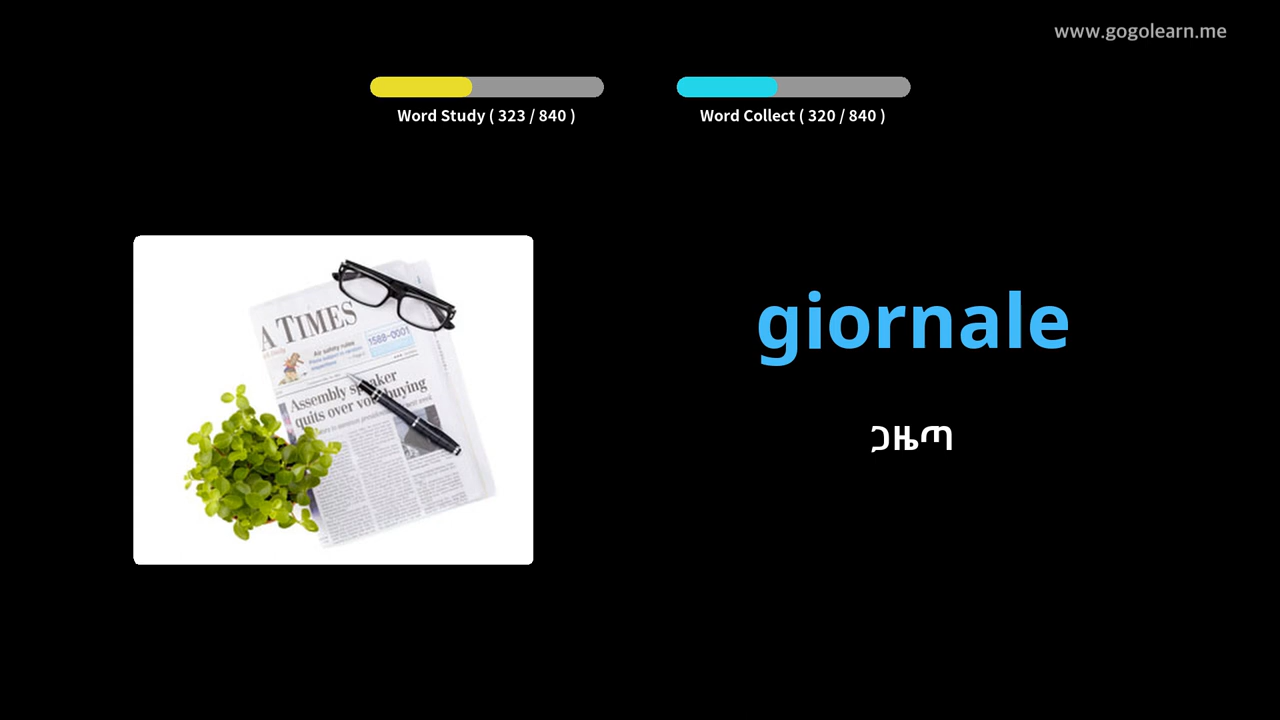 www.gogolearn.me
Word Study ( 323 / 840 )
Word Collect ( 320 / 840 )
A TIMES
Air safety rules
1588-0001
Assembly speaker
quits over vote buying
giornale
ጋዜጣ